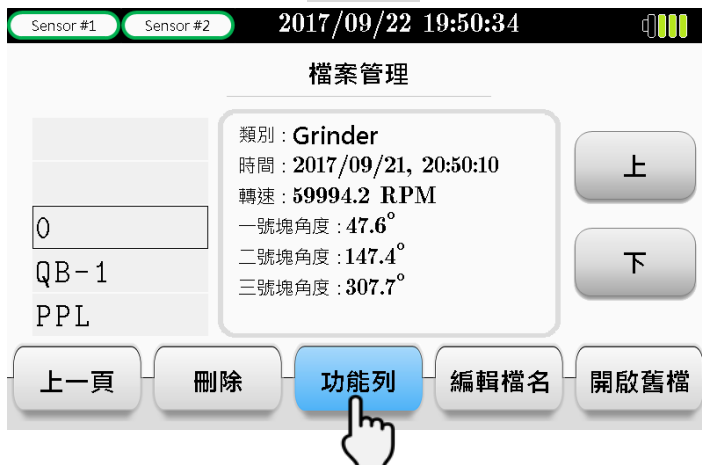 Sensor #1 Sensor #2 2017/09/22 19:50:34
檔案管理
類別 : Grinder
時間 : 2017/09/21, 20:50:10
轉速 : 59994.2 RPM
一號塊角度 : 47.6°
二號塊角度 : 147.4°
三號塊角度 : 307.7°
0
QB-1
PPL
上
下
上一頁 刪除 功能列 編輯檔名 開啟舊檔